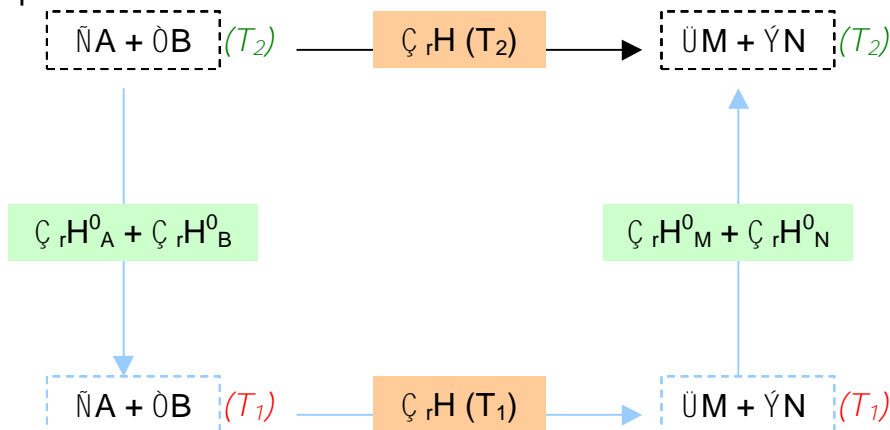 ÑA + ÒB (T₂) Ç ᵣH (T₂) ÜM + ÝN (T₂)
Ç ᵣH⁰A + Ç ᵣH⁰B Ç ᵣH⁰M + Ç ᵣH⁰N
ÑA + ÒB (T₁) Ç ᵣH (T₁) ÜM + ÝN (T₁)